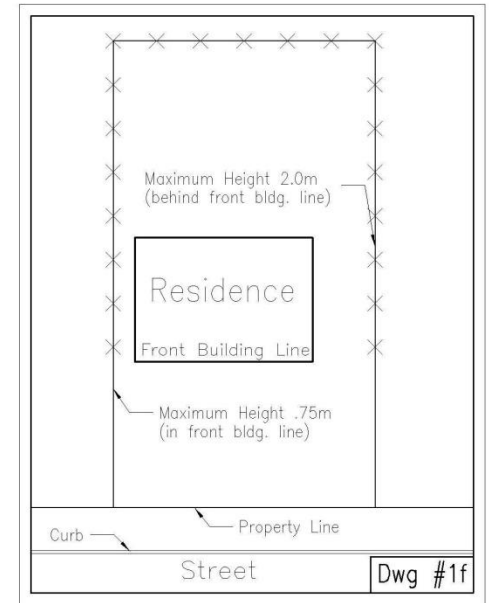 Maximum Height 2.0m
(behind front bldg. line)
Residence
Front Building Line
Maximum Height .75m
(in front bldg. line)
Property Line
Curb
Street
Dwg #1f